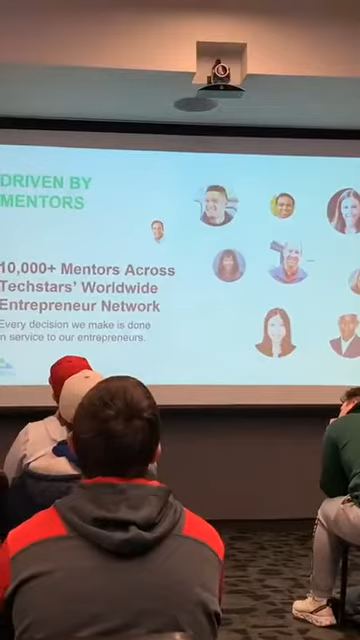 DRIVEN BY
MENTORS
10,000+ Mentors Across
Techstars' Worldwide
Entrepreneur Network
Every decision we make is done
n service to our entrepreneurs.